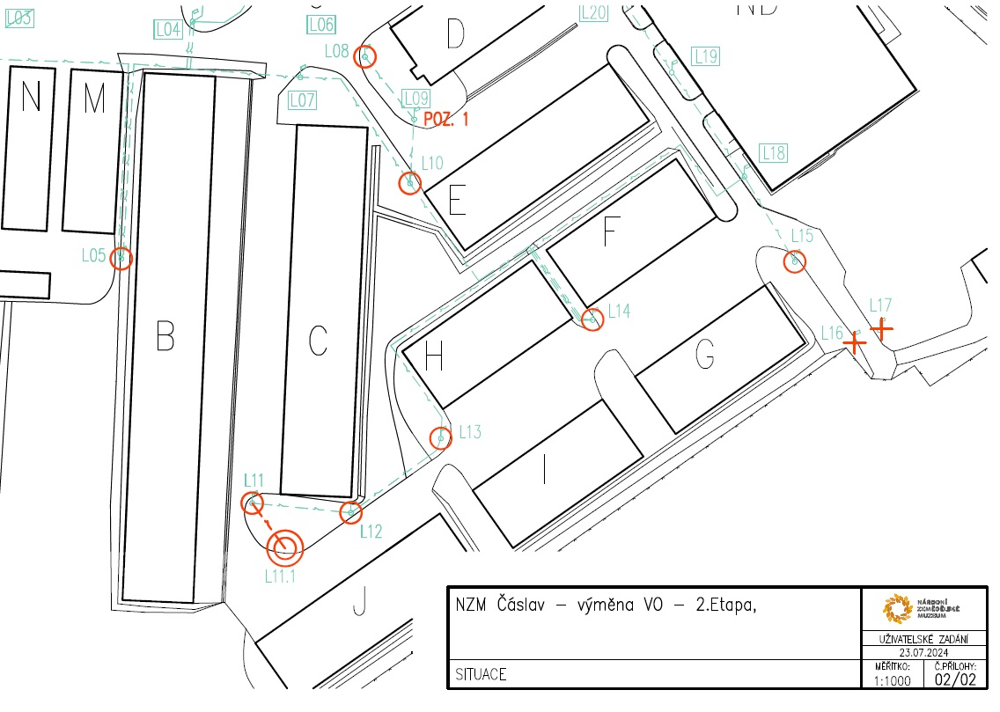 L03
L04
L06
L20
ND
D
L08
L19
L07
L09
POZ. 1
N
M
L10
L18
E
F
L05
L15
L14
L17
L16
B
C
H
G
L13
I
L11
L12
L11.1
J
NZM Čáslav – výměna VO – 2.Etapa,
NÁRODNÍ
ZEMĚDĚLSKÉ
MUZEUM
UŽIVATELSKÉ ZADÁNÍ
23.07.2024
SITUACE
MĚŘÍTKO:
1:1000
Č.PŘÍLOHY:
02/02